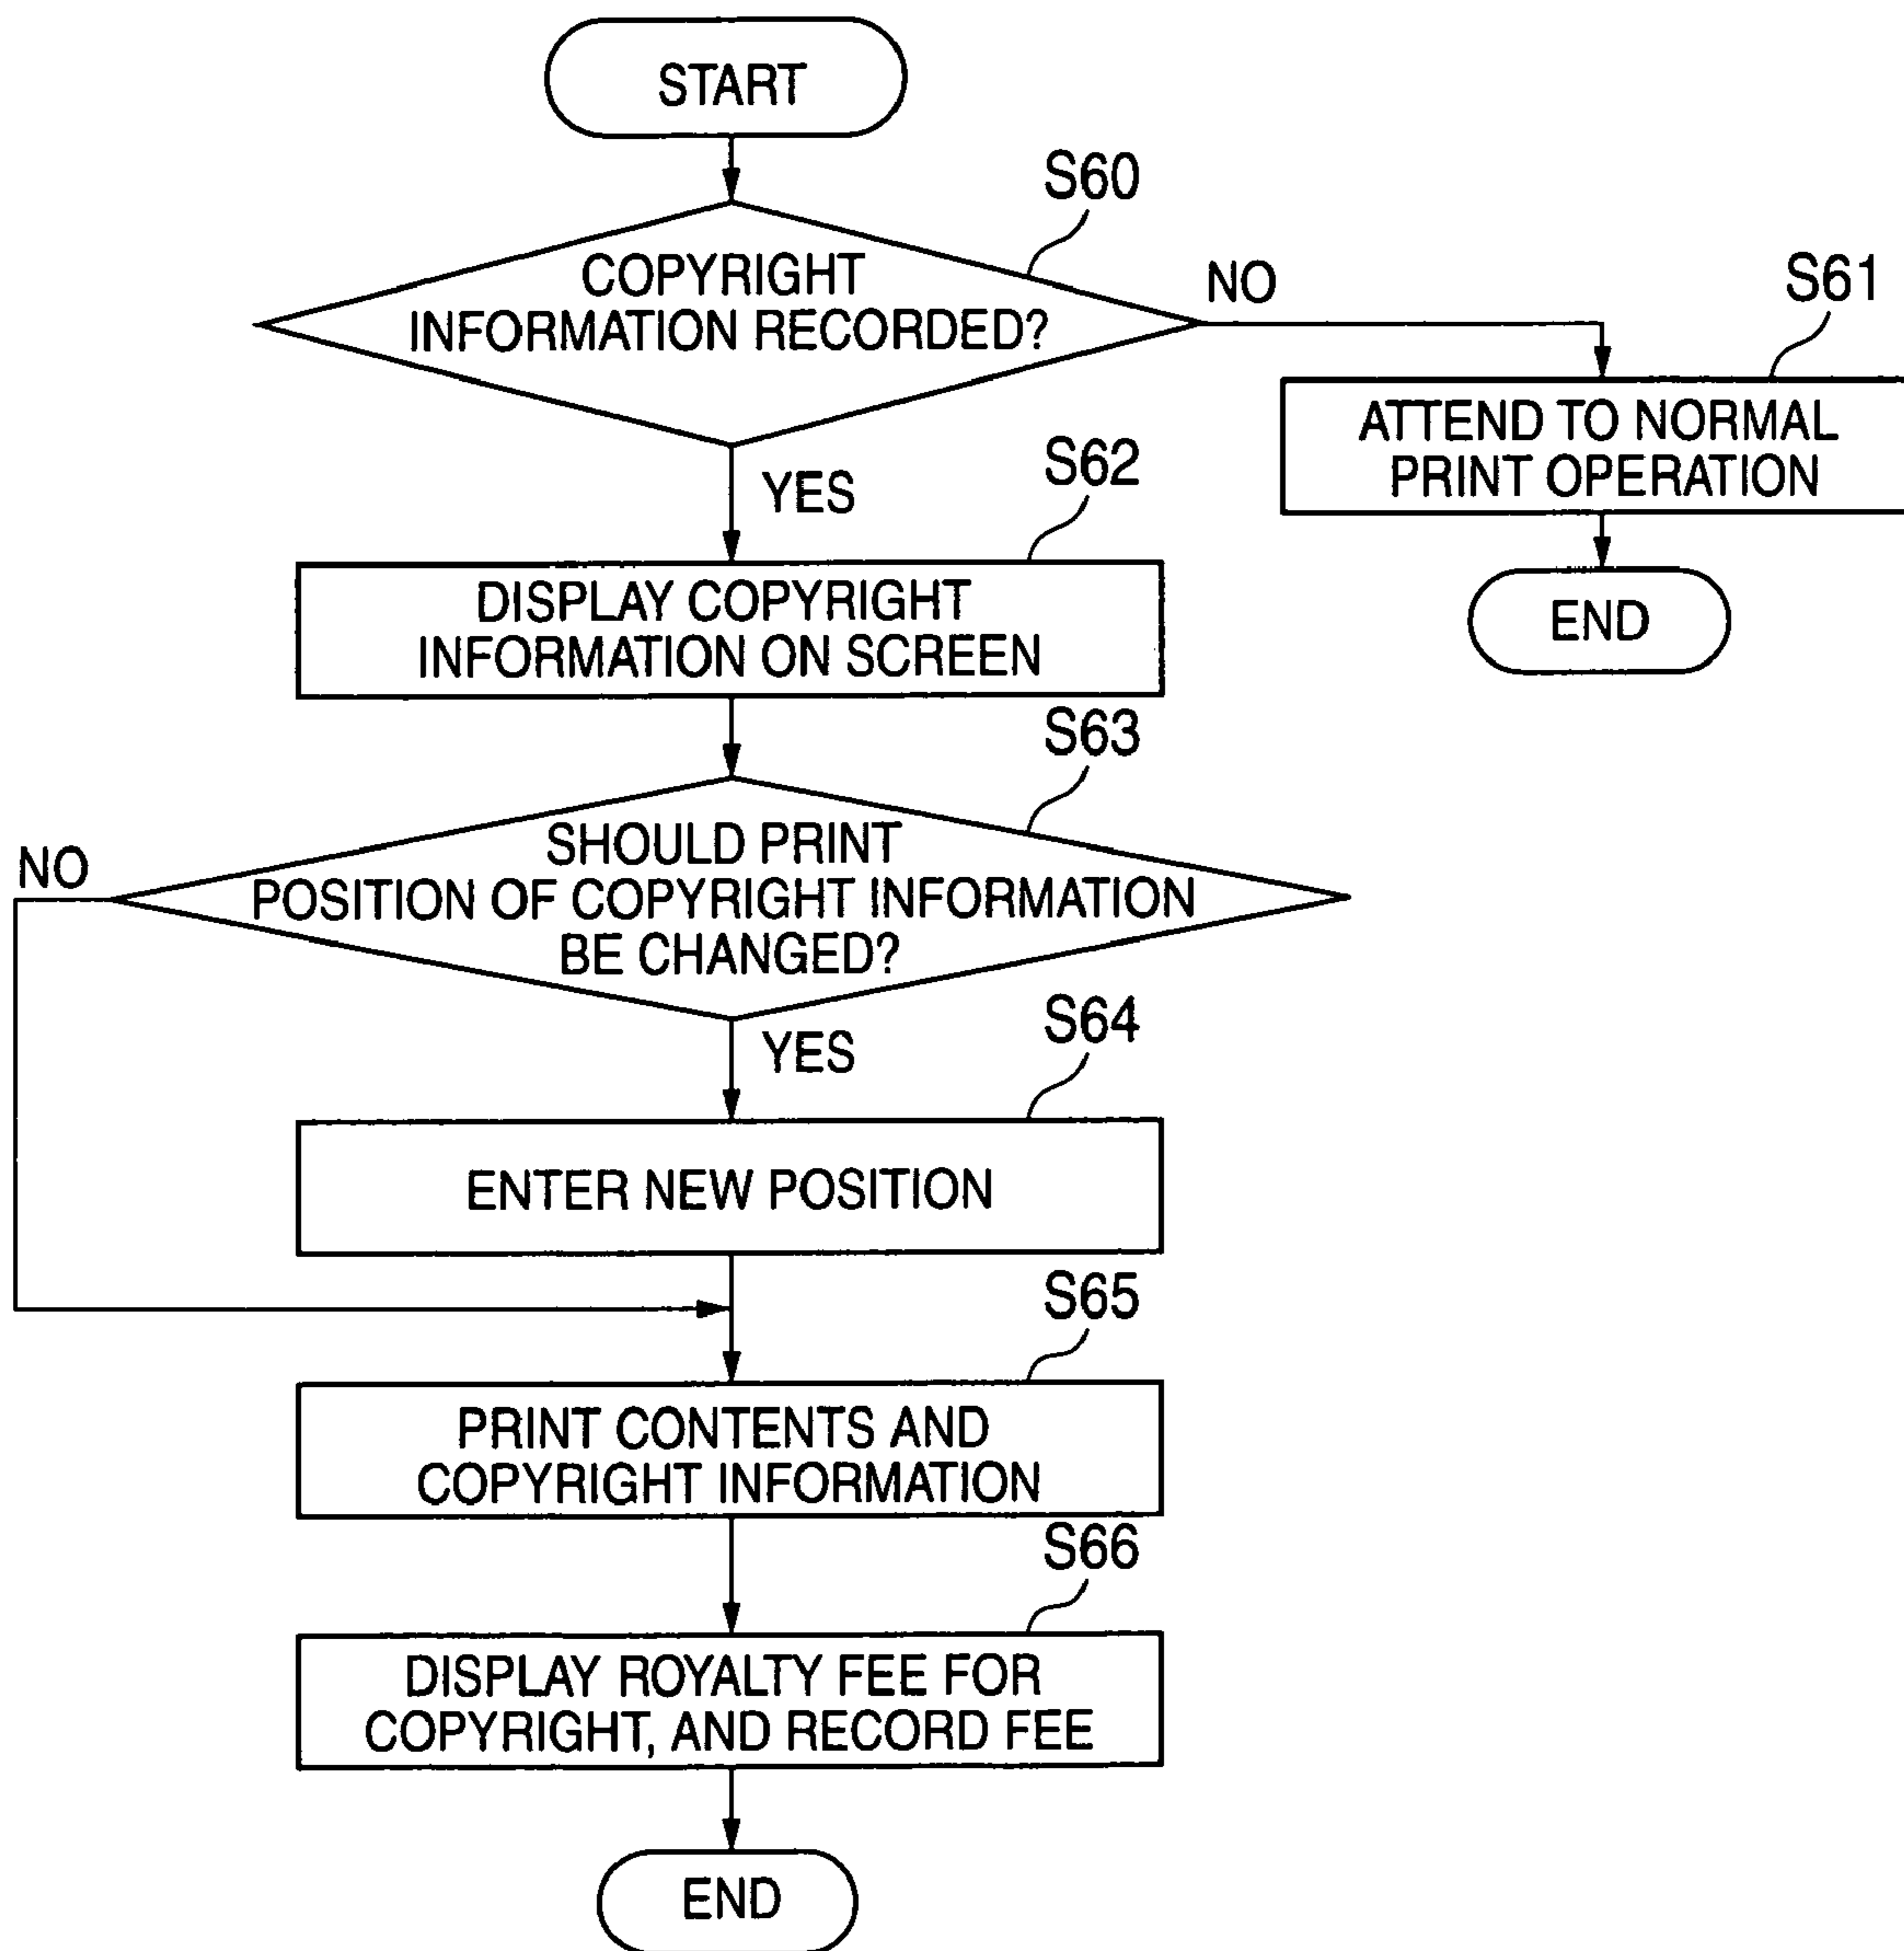 START
S60
COPYRIGHT
INFORMATION RECORDED?
NO
S61
ATTEND TO NORMAL
PRINT OPERATION
END
YES
S62
DISPLAY COPYRIGHT
INFORMATION ON SCREEN
S63
SHOULD PRINT
POSITION OF COPYRIGHT INFORMATION
BE CHANGED?
NO
YES
S64
ENTER NEW POSITION
S65
PRINT CONTENTS AND
COPYRIGHT INFORMATION
S66
DISPLAY ROYALTY FEE FOR
COPYRIGHT, AND RECORD FEE
END